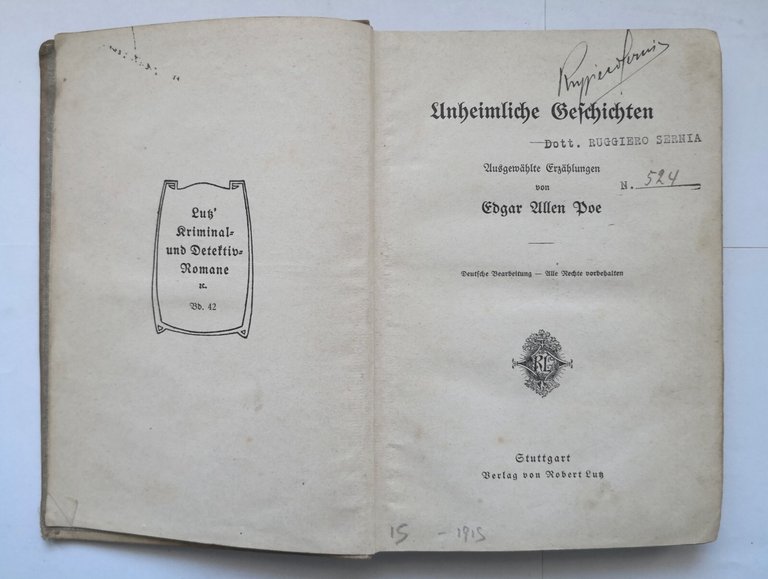 Lutz'
Kriminal-
und Detektiv-
Romane
K.
Bd. 42
Unheimliche Geschichten
Dott. RUGGIERO SERNIA
Ausgewählte Erzählungen
von
N. 524
Edgar Allen Poe
Deutsche Bearbeitung — Alle Rechte vorbehalten
RL
Stuttgart
Verlag von Robert Lutz
15 - 1915